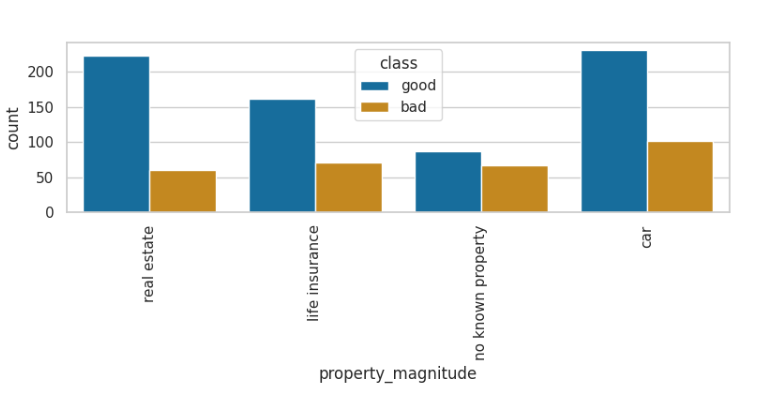 class
good
bad
count
200
150
100
50
0
real estate
life insurance
no known property
car
property_magnitude